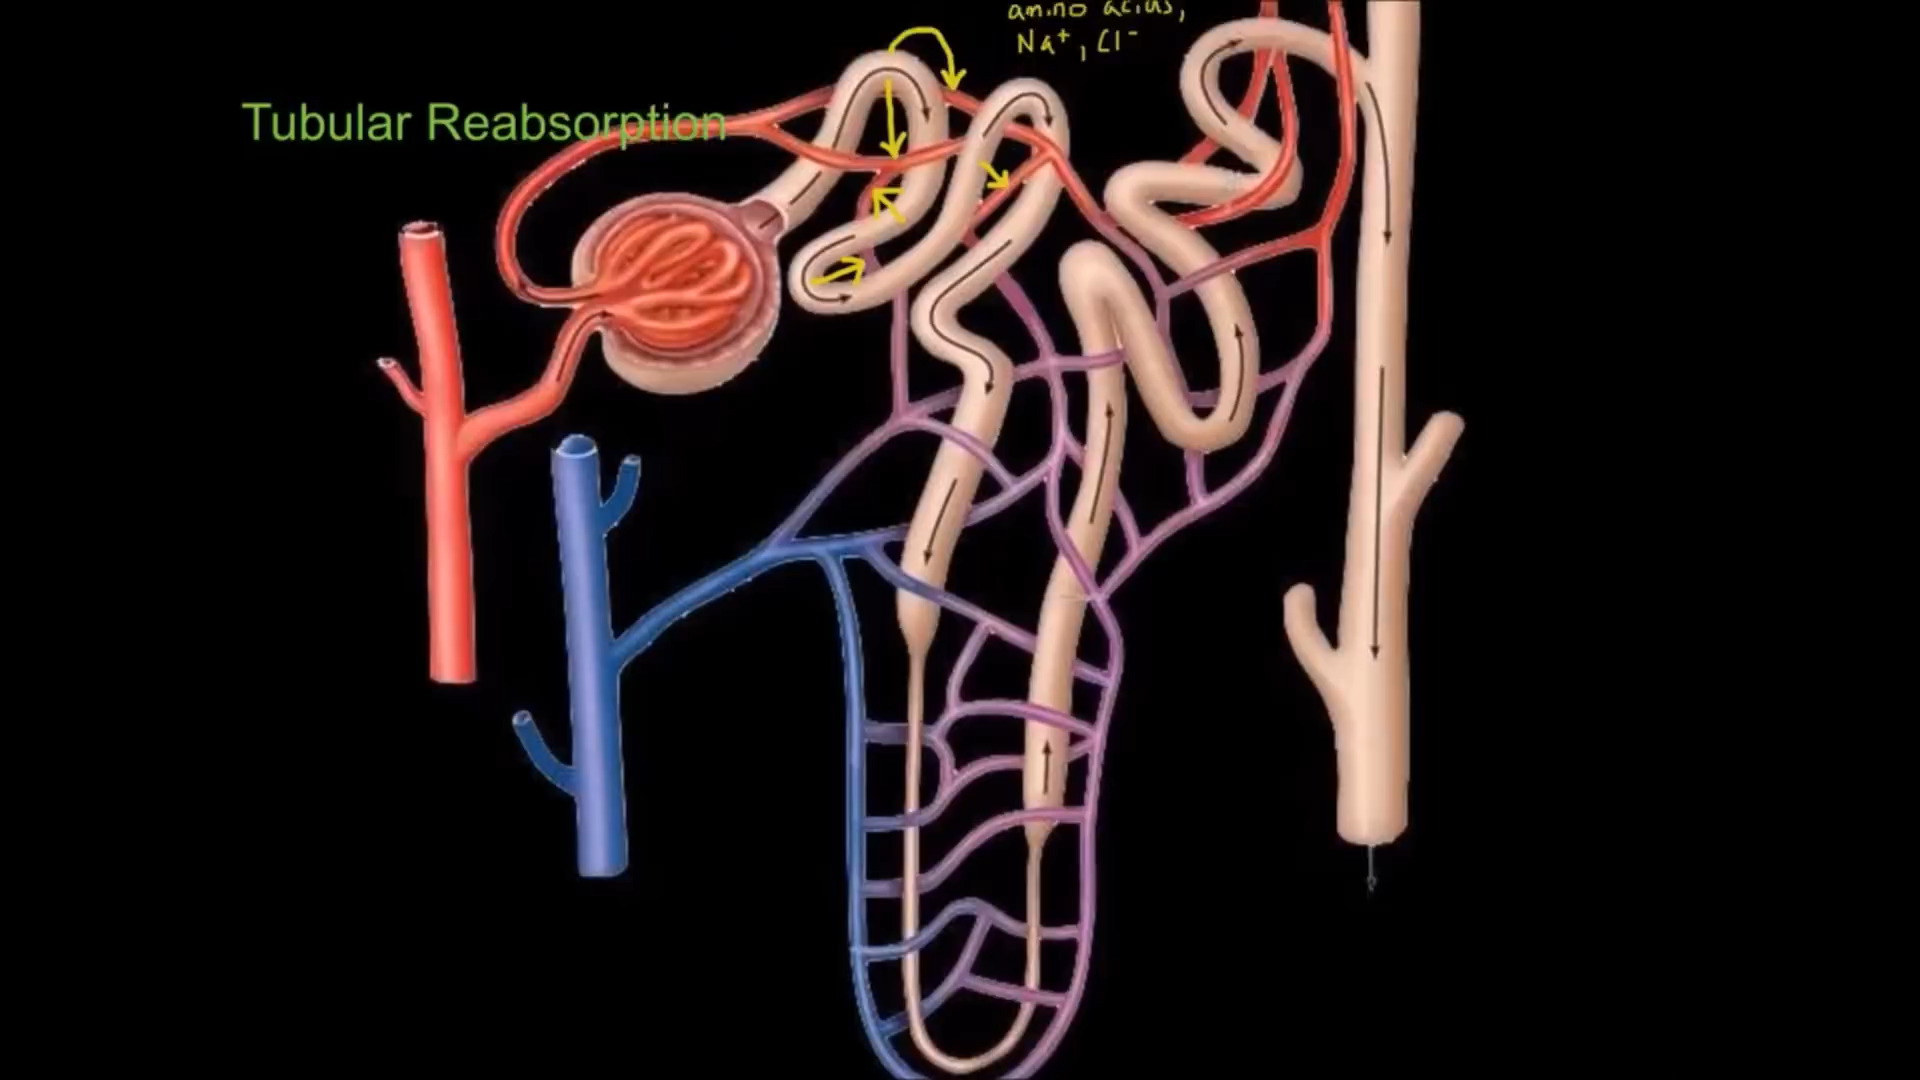 amino acids,
Na⁺, Cl⁻
Tubular Reabsorption